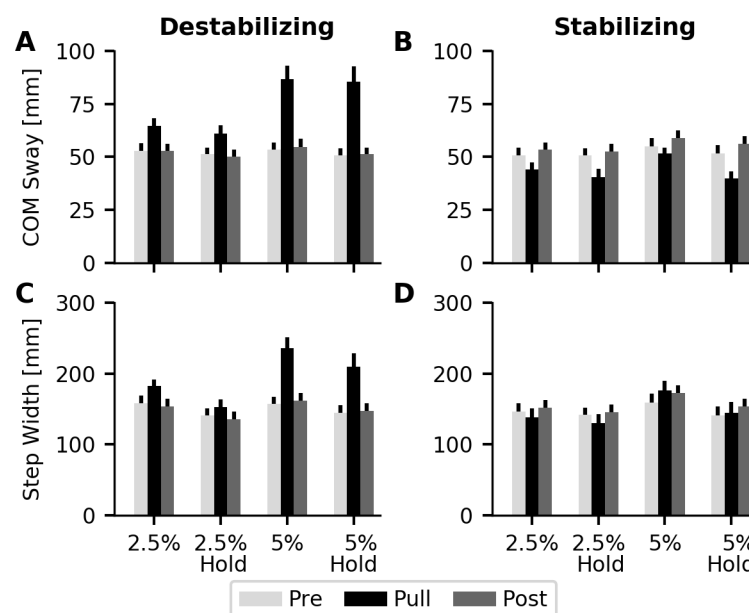 Destabilizing
Stabilizing
A
B
COM Sway [mm]
100
75
50
25
0
100
75
50
25
0
C
D
Step Width [mm]
300
200
100
0
300
200
100
0
2.5%
2.5%
Hold
5%
5%
Hold
2.5%
2.5%
Hold
5%
5%
Hold
Pre
Pull
Post